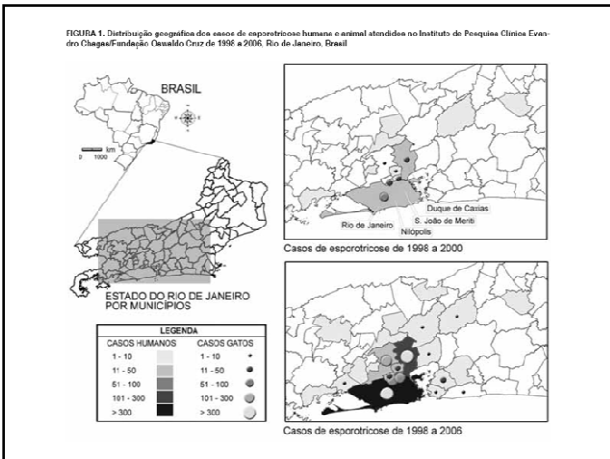 FIGURA 1. Distribuição geográfica dos casos de esporotricose humana e animal atendidos no Instituto de Pesquisa Clínica Evan-
dro Chagas/Fundação Oswaldo Cruz de 1998 a 2006, Rio de Janeiro, Brasil
BRASIL
km
0 1000
ESTADO DO RIO DE JANEIRO
POR MUNICÍPIOS
LEGENDA
CASOS HUMANOS CASOS GATOS
1 - 10 1 - 10
11 - 50 11 - 50
51 - 100 51 - 100
101 - 300 101 - 300
> 300 > 300
Duque de Caxias
S. João de Meriti
Rio de Janeiro
Nilópolis
Casos de esporotricose de 1998 a 2000
Casos de esporotricose de 1998 a 2006